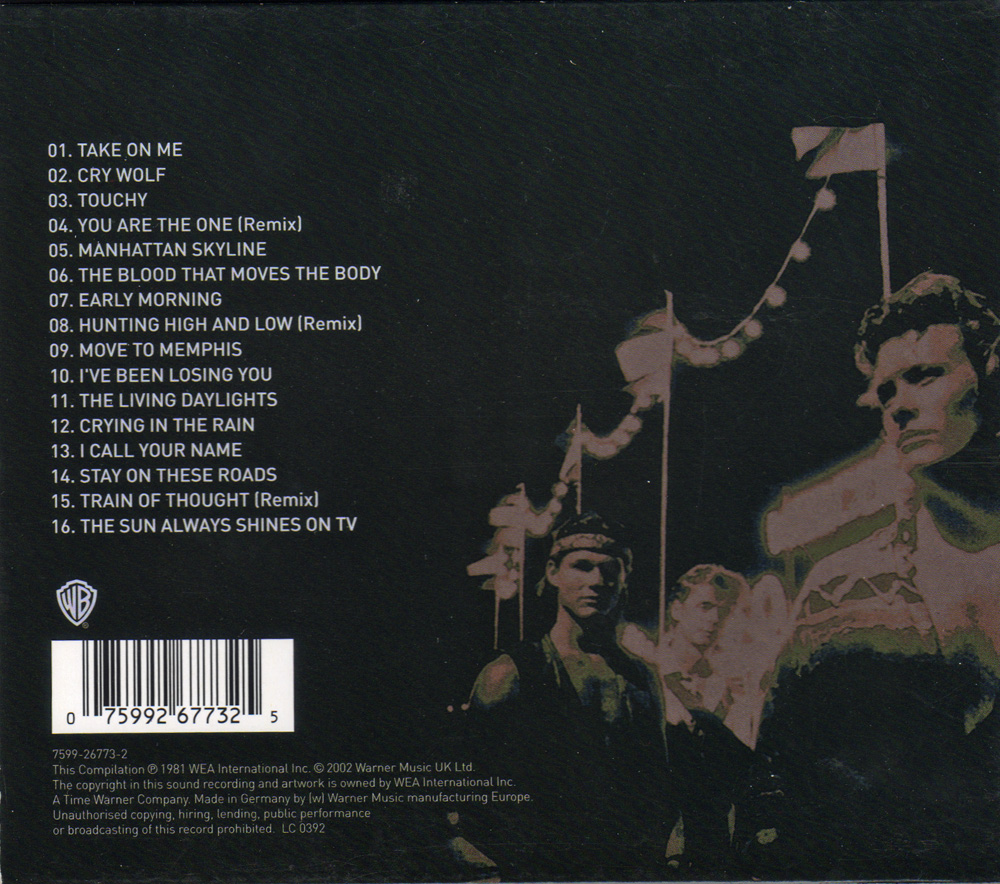 01. TAKE ON ME
02. CRY WOLF
03. TOUCHY
04. YOU ARE THE ONE (Remix)
05. MANHATTAN SKYLINE
06. THE BLOOD THAT MOVES THE BODY
07. EARLY MORNING
08. HUNTING HIGH AND LOW (Remix)
09. MOVE TO MEMPHIS
10. I'VE BEEN LOSING YOU
11. THE LIVING DAYLIGHTS
12. CRYING IN THE RAIN
13. I CALL YOUR NAME
14. STAY ON THESE ROADS
15. TRAIN OF THOUGHT (Remix)
16. THE SUN ALWAYS SHINES ON TV
WB®
0 75992 67732 5
7599-26773-2
This Compilation ℗ 1981 WEA International Inc. © 2002 Warner Music UK Ltd.
The copyright in this sound recording and artwork is owned by WEA International Inc.
A Time Warner Company. Made in Germany by (w) Warner Music manufacturing Europe.
Unauthorised copying, hiring, lending, public performance
or broadcasting of this record prohibited. LC 0392